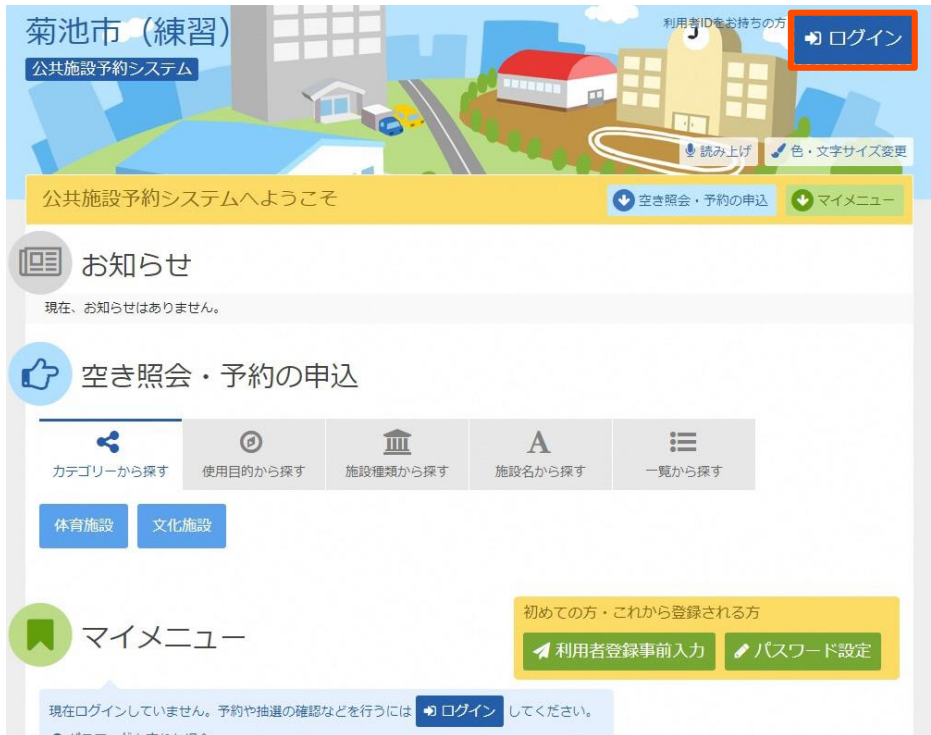 菊池市（練習）
公共施設予約システム
利用者IDをお持ちの方
ログイン
読み上げ
色・文字サイズ変更
公共施設予約システムへようこそ
空き照会・予約の申込
マイメニュー
お知らせ
現在、お知らせはありません。
空き照会・予約の申込
カテゴリーから探す
使用目的から探す
施設種類から探す
施設名から探す
一覧から探す
体育施設
文化施設
マイメニュー
初めての方・これから登録される方
利用者登録事前入力
パスワード設定
現在ログインしていません。予約や抽選の確認などを行うには ログイン してください。